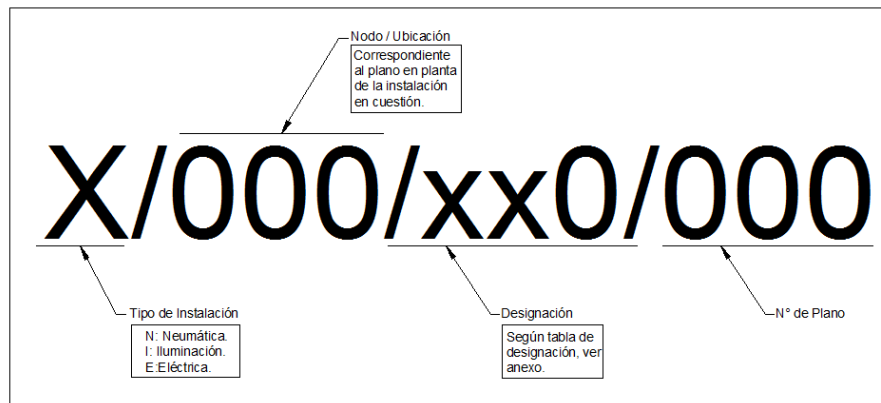 Nodo / Ubicación
Correspondiente
al plano en planta
de la instalación
en cuestión.
X/000/xx0/000
Tipo de Instalación
N: Neumática.
I: Iluminación.
E:Eléctrica.
Designación
Según tabla de
designación, ver
anexo.
N° de Plano